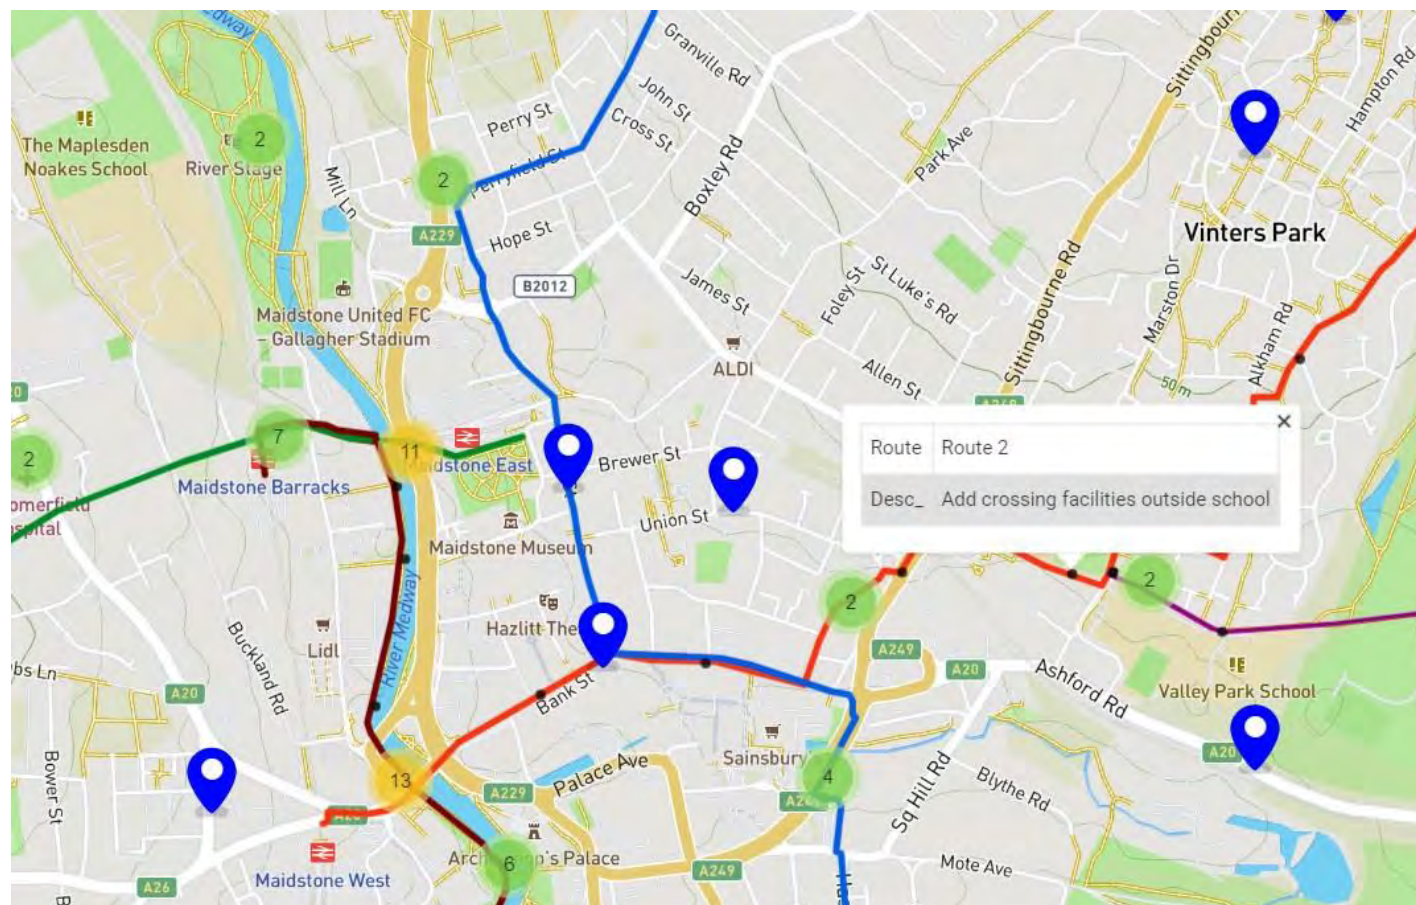 Medway
Granville Rd
John St
Cross St
Perry St
Perryfield St
Hope St
Boxley Rd
Park Ave
Sittingbourne Rd
Hampton Rd
The Maplesden
Noakes School
2
River Stage
Mill Ln
2
A229
B2012
Vinters Park
Maidstone United FC
– Gallagher Stadium
James St
Foley St
St Luke's Rd
Marston Dr
Alkham Rd
50 m
ALDI
Allen St
Sittingbourne Rd
A249
Route
Route 2
Desc_
Add crossing facilities outside school
2
7
11
Maidstone East
Maidstone Barracks
Brewer St
Union St
Maidstone Museum
River Medway
Hazlitt The
Lidl
Buckland Rd
Bank St
2
2
A249
A20
A20
Ashford Rd
Valley Park School
A20
Bower St
Sainsbury
4
Palace Ave
A229
13
Sq Hill Rd
Blythe Rd
Mote Ave
A249
6
Maidstone West
A26